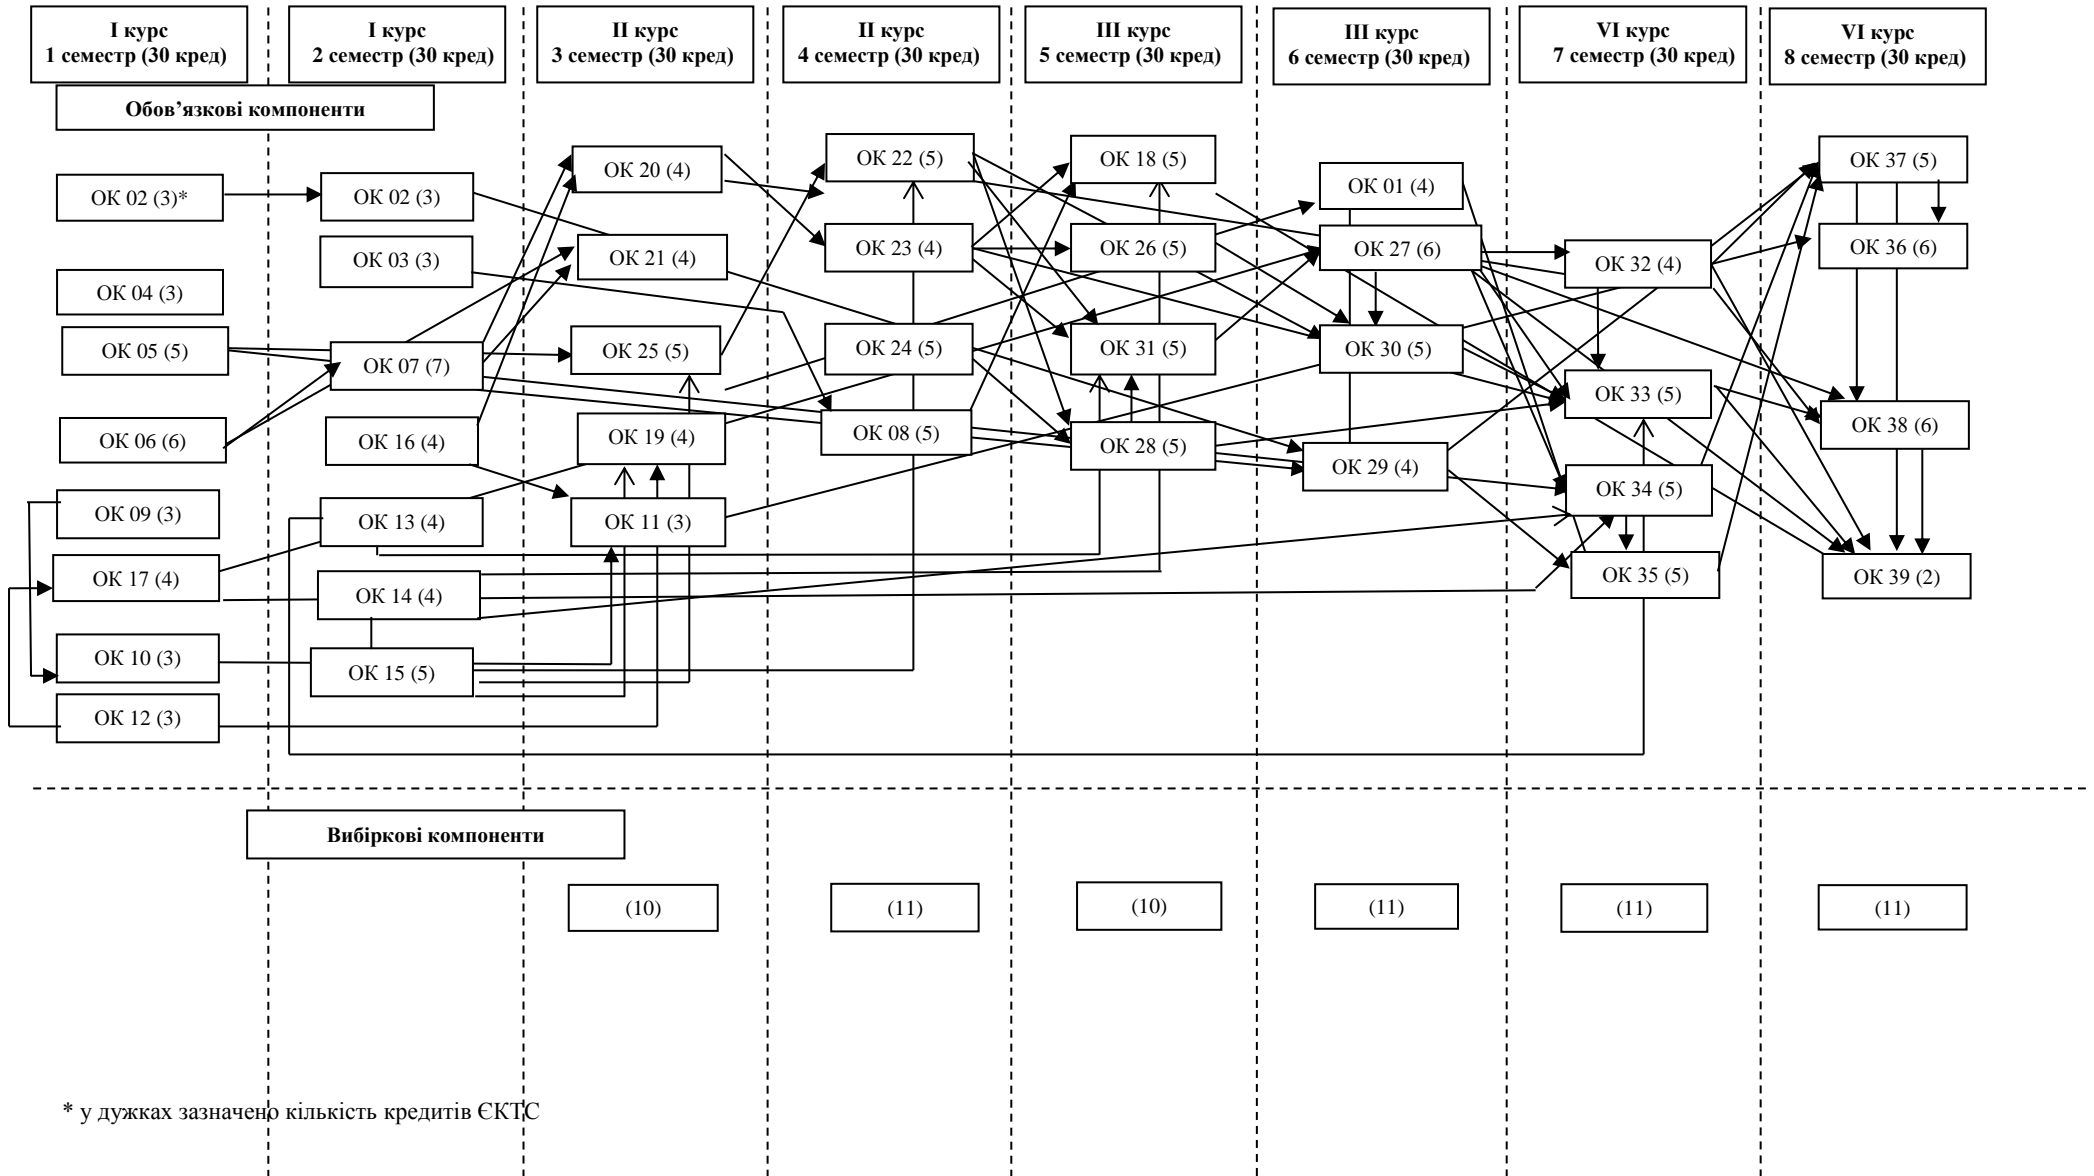 І курс
1 семестр (30 кред)
І курс
2 семестр (30 кред)
ІІ курс
3 семестр (30 кред)
ІІ курс
4 семестр (30 кред)
ІІІ курс
5 семестр (30 кред)
ІІІ курс
6 семестр (30 кред)
VI курс
7 семестр (30 кред)
VI курс
8 семестр (30 кред)
Обов’язкові компоненти
ОК 02 (3)*
ОК 04 (3)
ОК 05 (5)
ОК 06 (6)
ОК 09 (3)
ОК 17 (4)
ОК 10 (3)
ОК 12 (3)
ОК 02 (3)
ОК 03 (3)
ОК 07 (7)
ОК 16 (4)
ОК 13 (4)
ОК 14 (4)
ОК 15 (5)
ОК 20 (4)
ОК 21 (4)
ОК 25 (5)
ОК 19 (4)
ОК 11 (3)
ОК 22 (5)
ОК 23 (4)
ОК 24 (5)
ОК 08 (5)
ОК 18 (5)
ОК 26 (5)
ОК 31 (5)
ОК 28 (5)
ОК 01 (4)
ОК 27 (6)
ОК 30 (5)
ОК 29 (4)
ОК 32 (4)
ОК 33 (5)
ОК 34 (5)
ОК 35 (5)
ОК 37 (5)
ОК 36 (6)
ОК 38 (6)
ОК 39 (2)
Вибіркові компоненти
(10)
(11)
(10)
(11)
(11)
(11)
* у дужках зазначено кількість кредитів ЄКТС